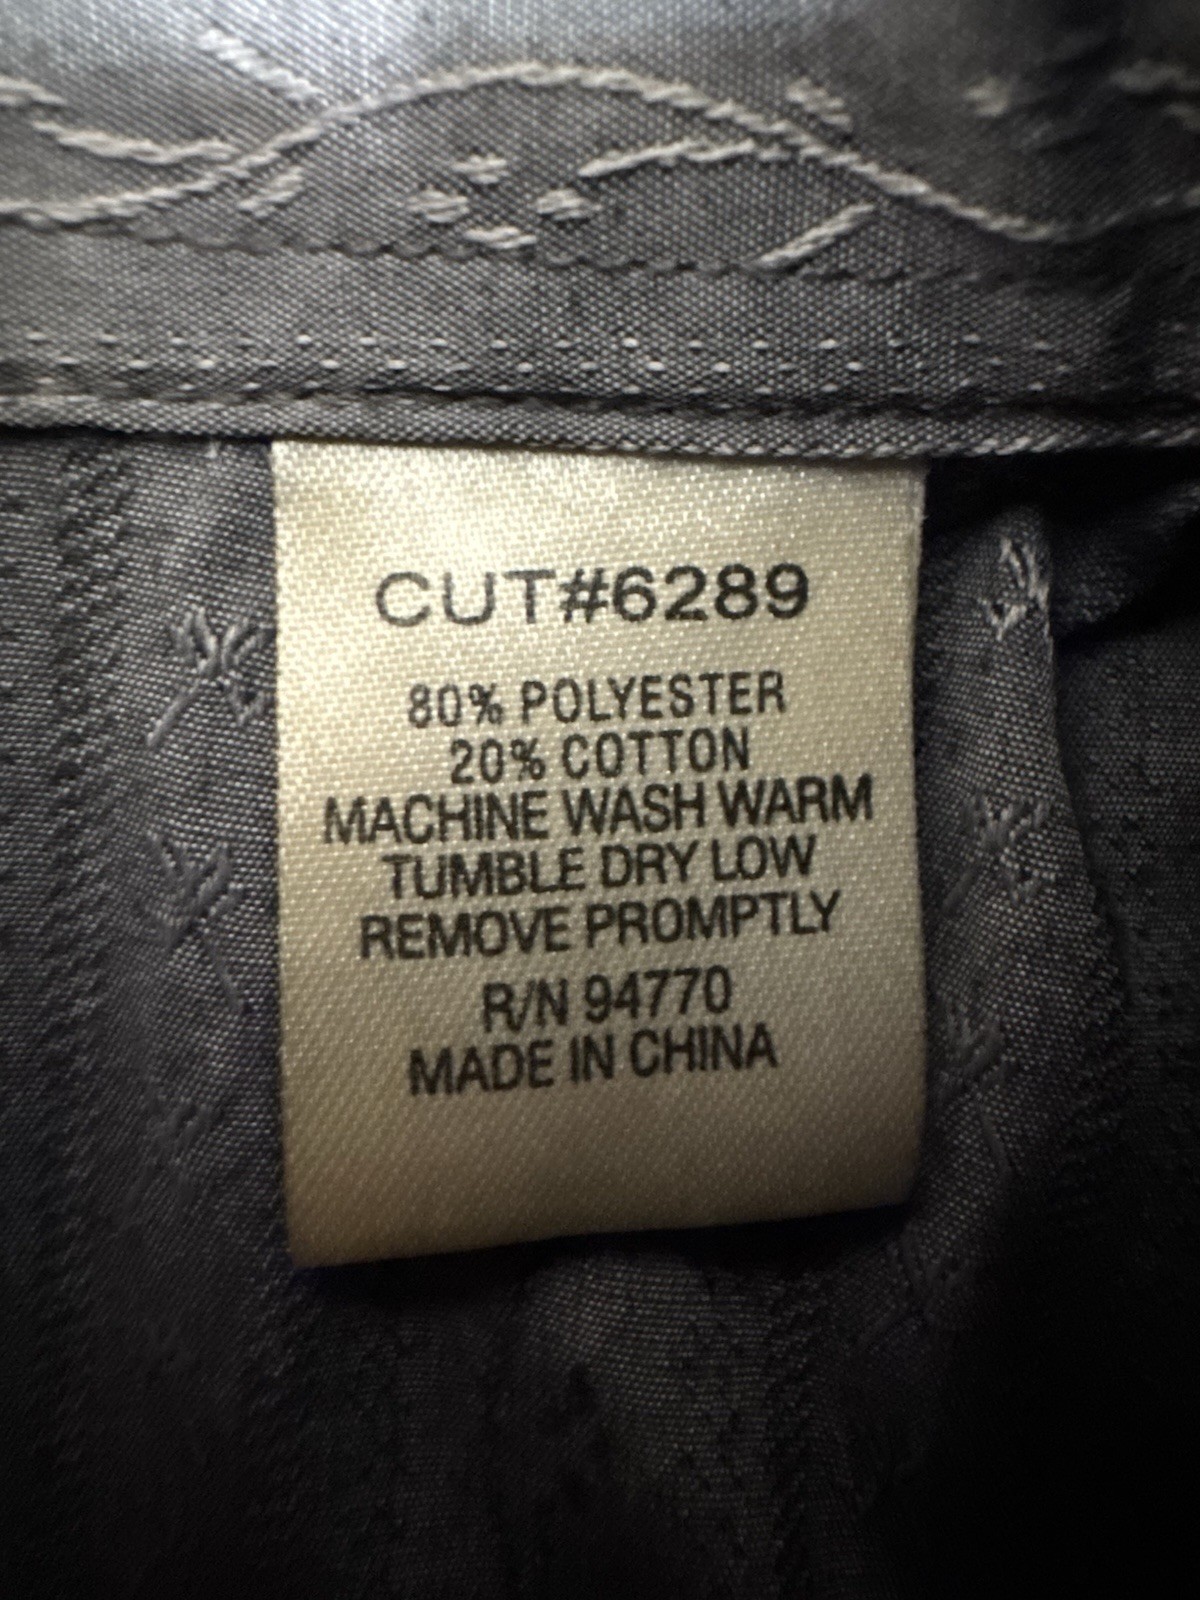 CUT#6289
80% POLYESTER
20% COTTON
MACHINE WASH WARM
TUMBLE DRY LOW
REMOVE PROMPTLY
R/N 94770
MADE IN CHINA